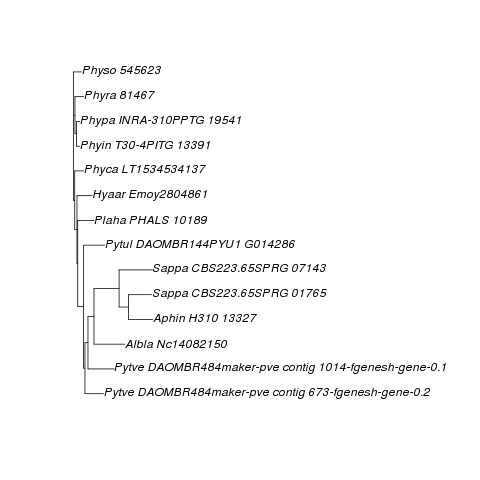 Physo 545623
Phyra 81467
Phypa INRA-310PPTG 19541
Phyin T30-4PITG 13391
Phyca LT1534534137
Hyaar Emoy2804861
Plaha PHALS 10189
Pytul DAOMBR144PYU1 G014286
Sappa CBS223.65SPRG 07143
Sappa CBS223.65SPRG 01765
Aphin H310 13327
Albla Nc14082150
Pytve DAOMBR484maker-pve contig 1014-fgenesh-gene-0.1
Pytve DAOMBR484maker-pve contig 673-fgenesh-gene-0.2